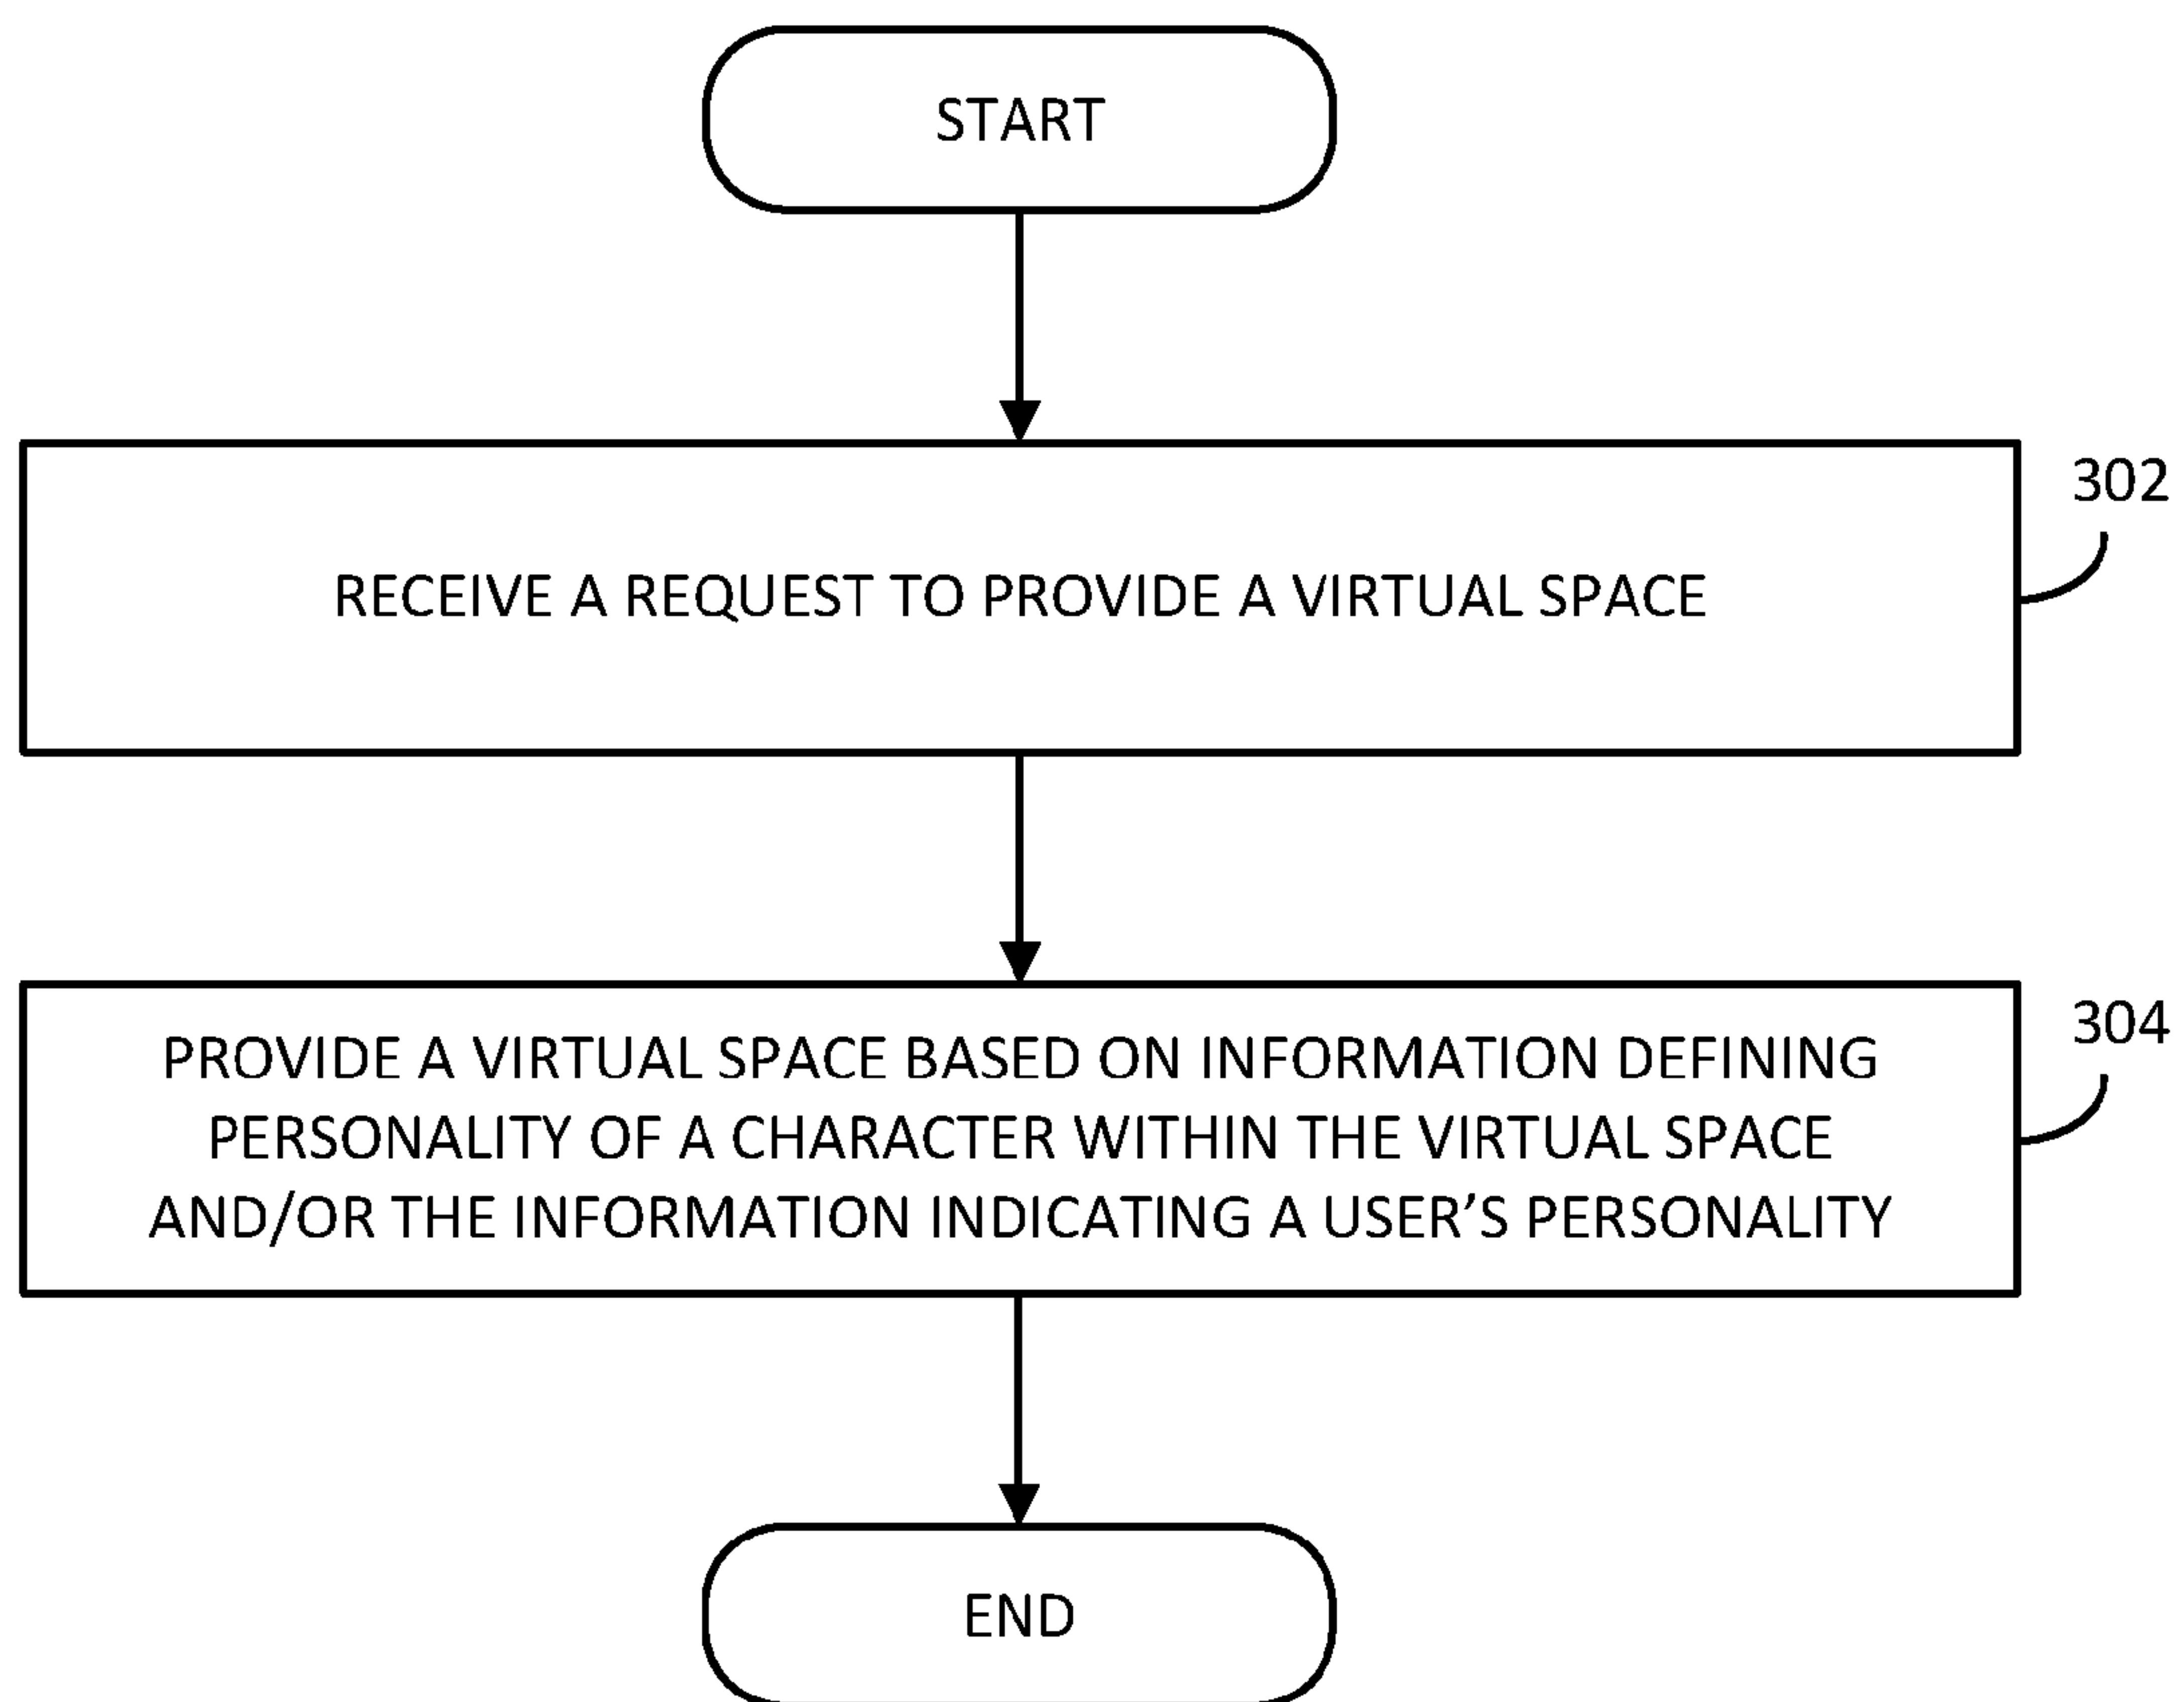 START
302
RECEIVE A REQUEST TO PROVIDE A VIRTUAL SPACE
304
PROVIDE A VIRTUAL SPACE BASED ON INFORMATION DEFINING
PERSONALITY OF A CHARACTER WITHIN THE VIRTUAL SPACE
AND/OR THE INFORMATION INDICATING A USER’S PERSONALITY
END